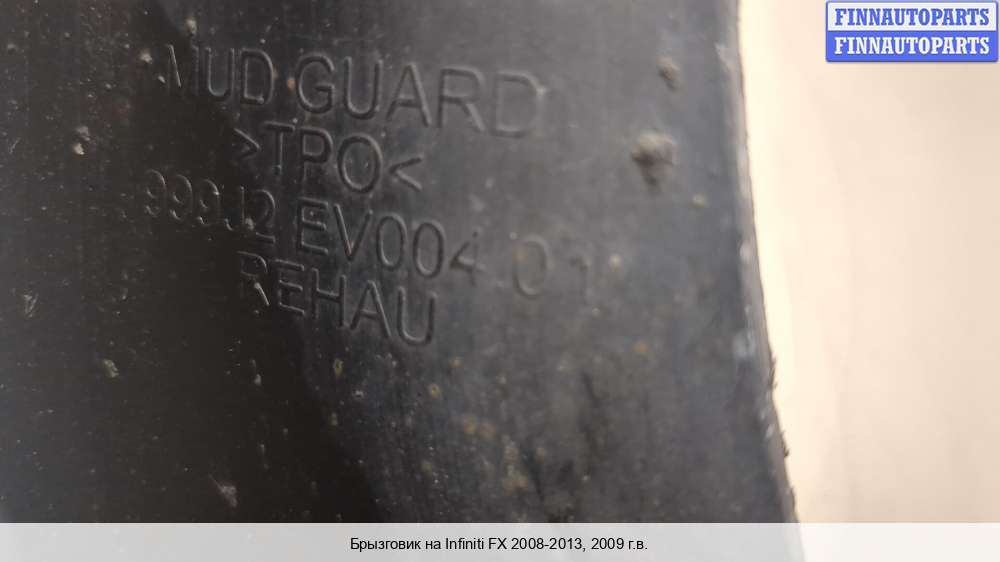 FINNAUTOPARTS
FINNAUTOPARTS
MUD GUARD
>TPO<
999J2 EV004 01
REHAU
Брызговик на Infiniti FX 2008-2013, 2009 г.в.